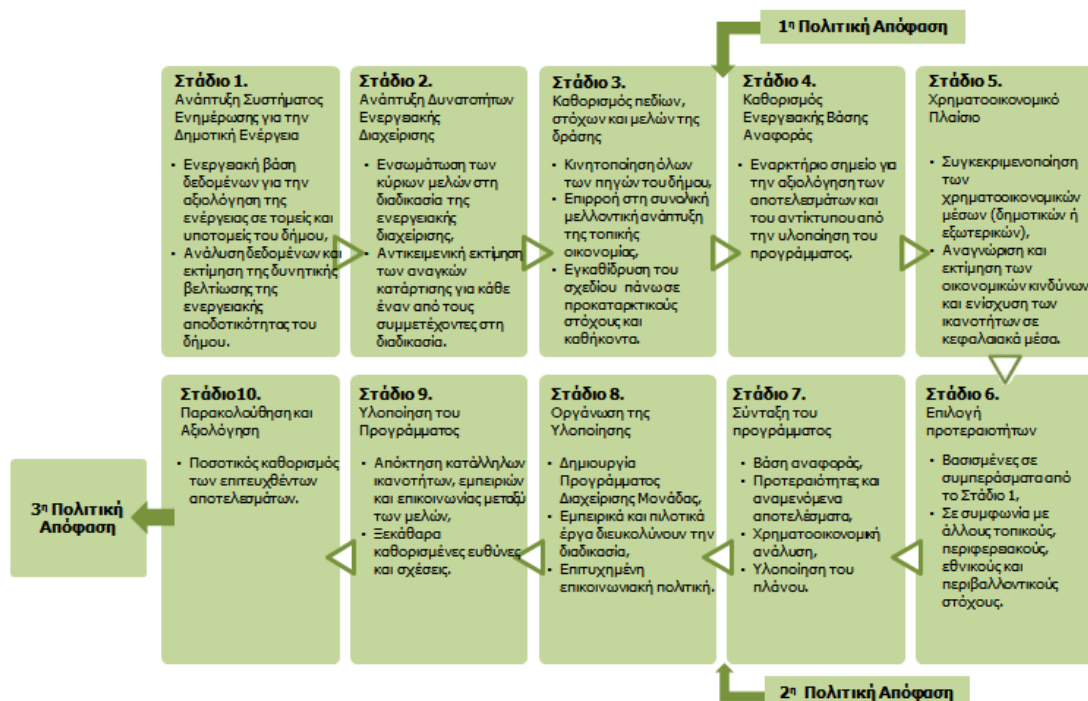 1η Πολιτική Απόφαση
Στάδιο 1.
Ανάπτυξη Συστήματος
Ενημέρωσης για την
Δημοτική Ενέργεια
• Ενεργειακή βάση
δεδομένων για την
αξιολόγηση της
ενέργειας σε τομείς και
υποτομείς του δήμου,
• Ανάλυση δεδομένων και
εκτίμηση της δυνητικής
βελτίωσης της
ενεργειακής
αποδοτικότητας του
δήμου.
Στάδιο 2.
Ανάπτυξη Δυνατοτήτων
Ενεργειακής
Διαχείρισης
• Ενσωμάτωση των
κύριων μελών στη
διαδικασία της
ενεργειακής
διαχείρισης,
• Αντικειμενική εκτίμηση
των αναγκών
κατάρτισης για κάθε
έναν από τους
συμμετέχοντες στη
διαδικασία.
Στάδιο 3.
Καθορισμός πεδίων,
στόχων και μελών της
δράσης
• Κινητοποίηση όλων
των πηγών του δήμου,
• Επιρροή στη συνολική
μελλοντική ανάπτυξη
της τοπικής
οικονομίας,
• Εγκαθίδρυση του
σχεδίου πάνω σε
προκαταρκτικούς
στόχους και
καθήκοντα.
Στάδιο 4.
Καθορισμός
Ενεργειακής Βάσης
Αναφοράς
• Εναρκτήριο σημείο για
την αξιολόγηση των
αποτελεσμάτων και
του αντίκτυπου από
την υλοποίηση του
προγράμματος.
Στάδιο 5.
Χρηματοοικονομικό
Πλαίσιο
• Συγκεκριμενοποίηση
των
χρηματοοικονομικών
μέσων (δημοτικών ή
εξωτερικών),
• Αναγνώριση και
εκτίμηση των
οικονομικών κινδύνων
και ενίσχυση των
ικανοτήτων σε
κεφαλαιακά μέσα.
Στάδιο 6.
Επιλογή
προτεραιοτήτων
• Βασισμένες σε
συμπεράσματα από
το Στάδιο 1,
• Σε συμφωνία με
άλλους τοπικούς,
περιφερειακούς,
εθνικούς και
περιβαλλοντικούς
στόχους.
Στάδιο 7.
Σύνταξη του
προγράμματος
• Βάση αναφοράς,
• Προτεραιότητες και
αναμενόμενα
αποτελέσματα,
• Χρηματοοικονομική
ανάλυση,
• Υλοποίηση του
πλάνου.
Στάδιο 8.
Οργάνωση της
Υλοποίησης
• Δημιουργία
Προγράμματος
Διαχείρισης Μονάδας,
• Εμπειρικά και πιλοτικά
έργα διευκολύνουν την
διαδικασία,
• Επιτυχημένη
επικοινωνιακή πολιτική.
Στάδιο 9.
Υλοποίηση του
Προγράμματος
• Απόκτηση κατάλληλων
ικανοτήτων, εμπειριών
και επικοινωνίας μεταξύ
των μελών,
• Ξεκάθαρα
καθορισμένες ευθύνες
και σχέσεις.
Στάδιο10.
Παρακολούθηση και
Αξιολόγηση
• Ποσοτικός καθορισμός
των επιτευχθέντων
αποτελεσμάτων.
3η Πολιτική
Απόφαση
2η Πολιτική Απόφαση